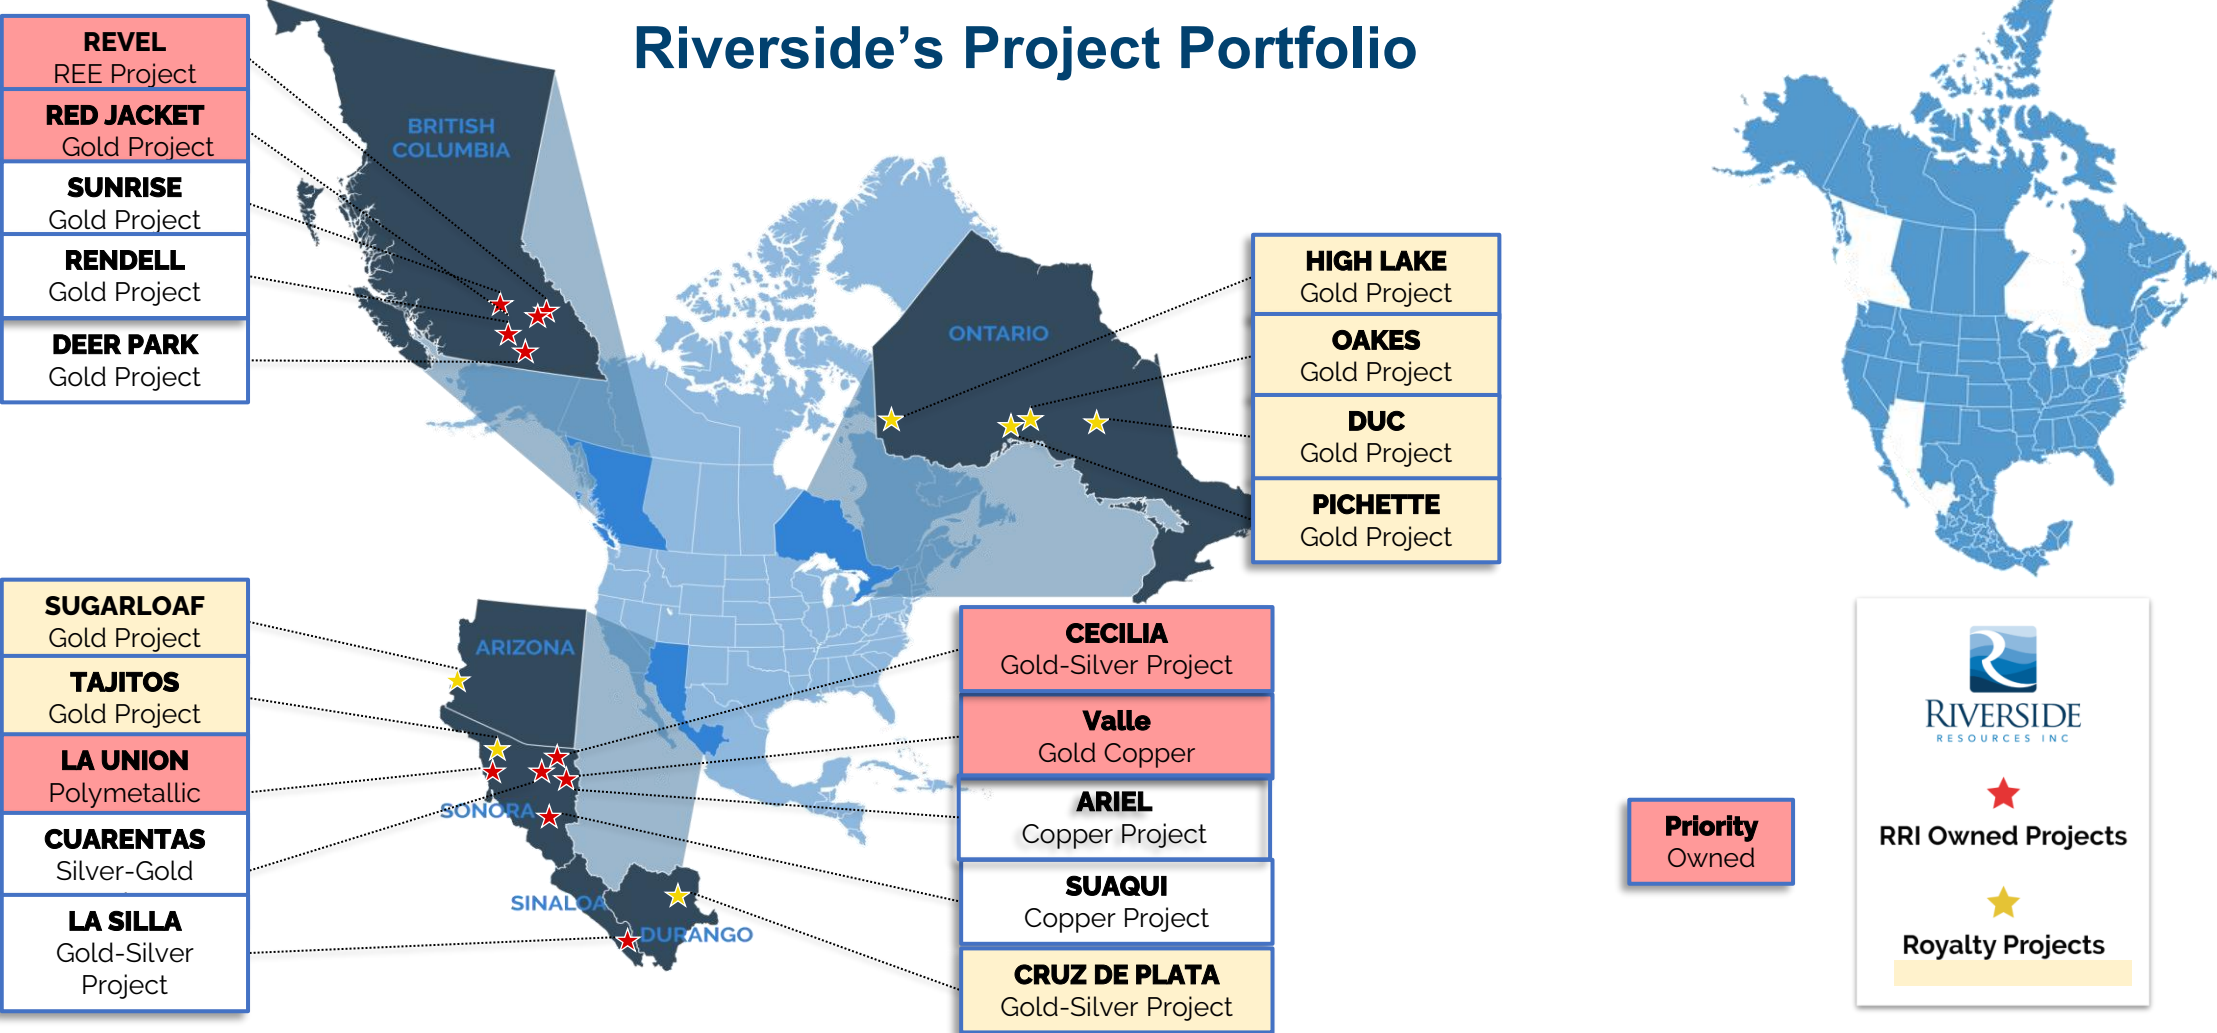 Riverside’s Project Portfolio
REVEL
REE Project
RED JACKET
Gold Project
SUNRISE
Gold Project
RENDELL
Gold Project
DEER PARK
Gold Project
BRITISH
COLUMBIA
ONTARIO
HIGH LAKE
Gold Project
OAKES
Gold Project
DUC
Gold Project
PICHETTE
Gold Project
SUGARLOAF
Gold Project
TAJITOS
Gold Project
LA UNION
Polymetallic
CUARENTAS
Silver-Gold
LA SILLA
Gold-Silver
Project
ARIZONA
SONORA
SINALOA
DURANGO
CECILIA
Gold-Silver Project
Valle
Gold Copper
ARIEL
Copper Project
SUAQUI
Copper Project
CRUZ DE PLATA
Gold-Silver Project
Priority
Owned
RIVERSIDE
RESOURCES INC
RRI Owned Projects
Royalty Projects